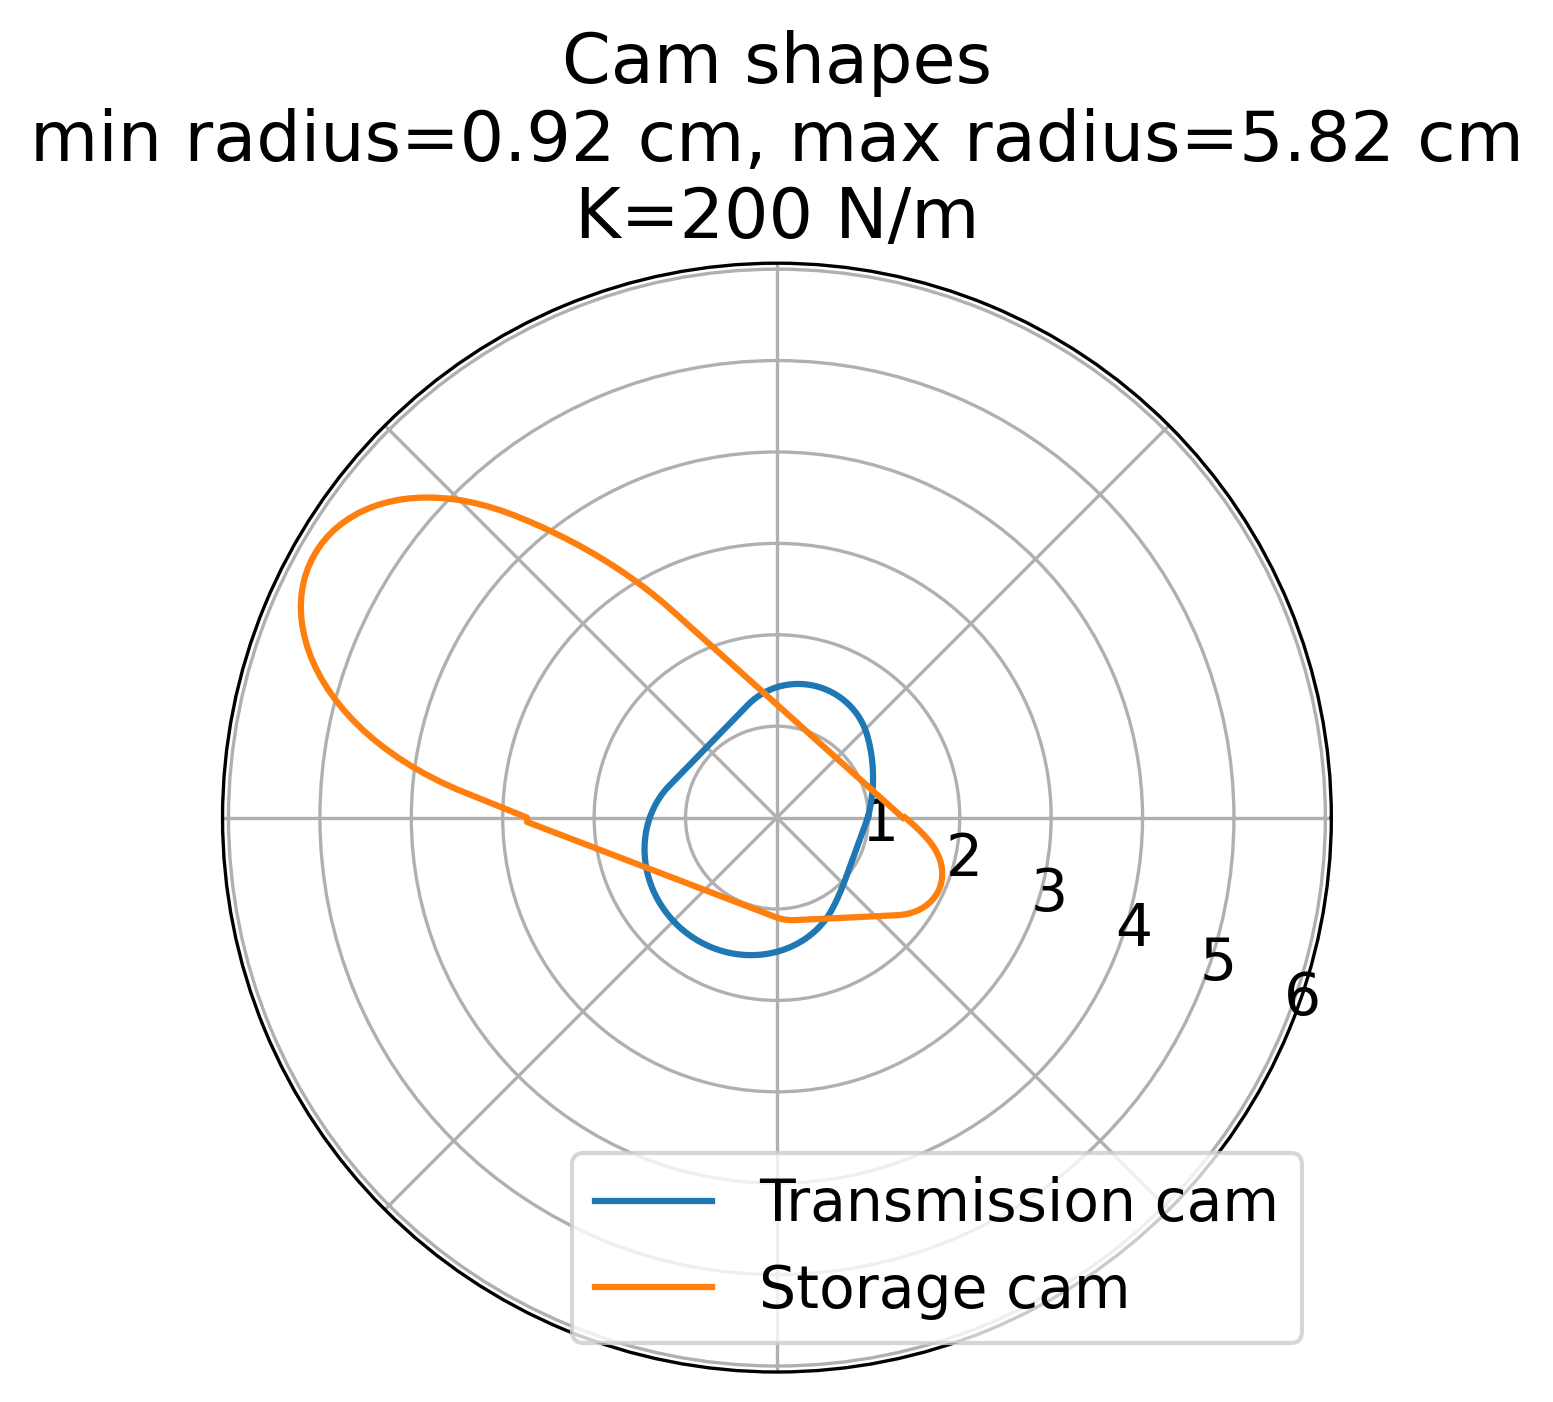 Cam shapes
min radius=0.92 cm, max radius=5.82 cm
K=200 N/m
1
2
3
4
5
6
Transmission cam
Storage cam